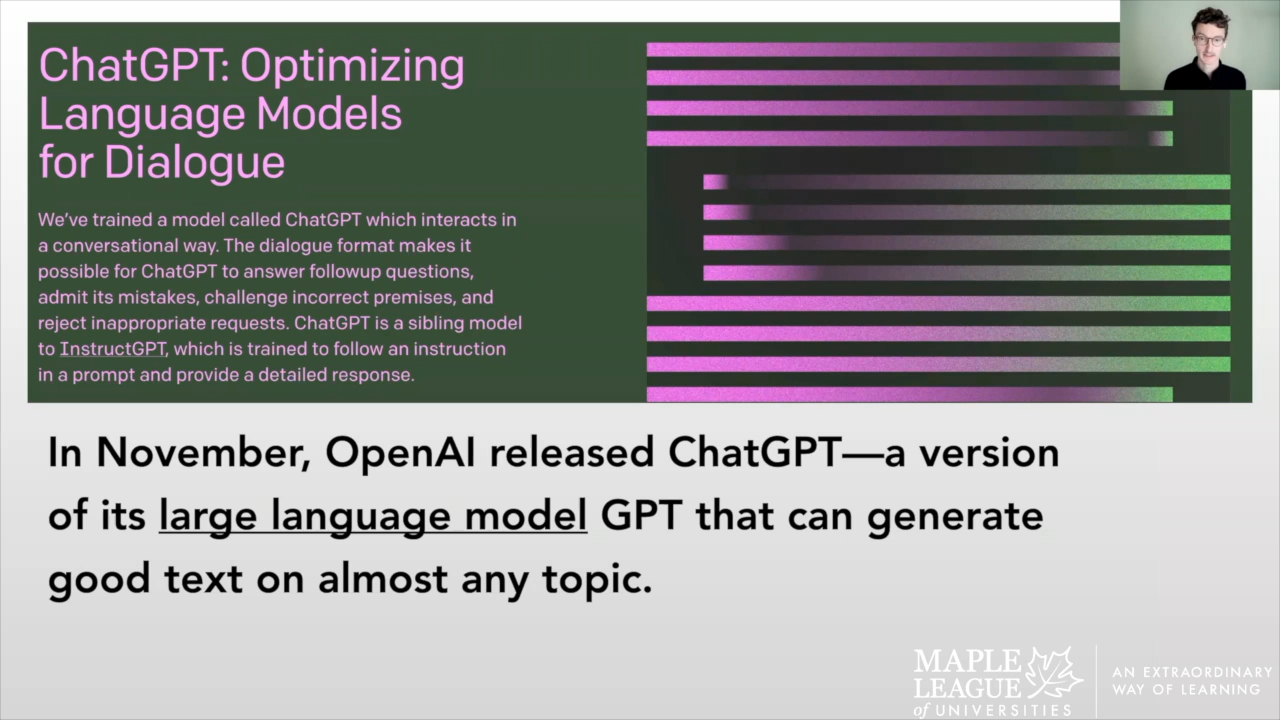 ChatGPT: Optimizing
Language Models
for Dialogue
We’ve trained a model called ChatGPT which interacts in
a conversational way. The dialogue format makes it
possible for ChatGPT to answer followup questions,
admit its mistakes, challenge incorrect premises, and
reject inappropriate requests. ChatGPT is a sibling model
to InstructGPT, which is trained to follow an instruction
in a prompt and provide a detailed response.
In November, OpenAI released ChatGPT—a version
of its large language model GPT that can generate
good text on almost any topic.
MAPLE
LEAGUE
of UNIVERSITIES
AN EXTRAORDINARY
WAY OF LEARNING